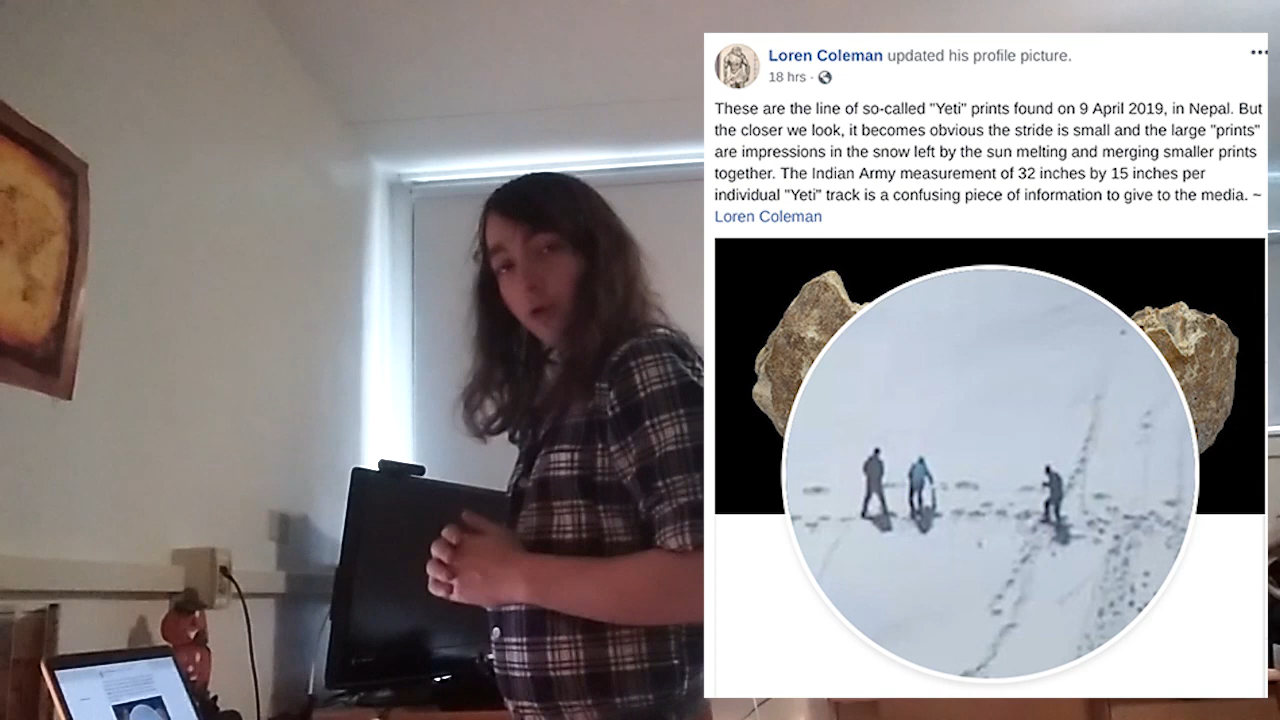 Loren Coleman updated his profile picture.
18 hrs ·
These are the line of so-called "Yeti" prints found on 9 April 2019, in Nepal. But
the closer we look, it becomes obvious the stride is small and the large "prints"
are impressions in the snow left by the sun melting and merging smaller prints
together. The Indian Army measurement of 32 inches by 15 inches per
individual "Yeti" track is a confusing piece of information to give to the media. ~
Loren Coleman